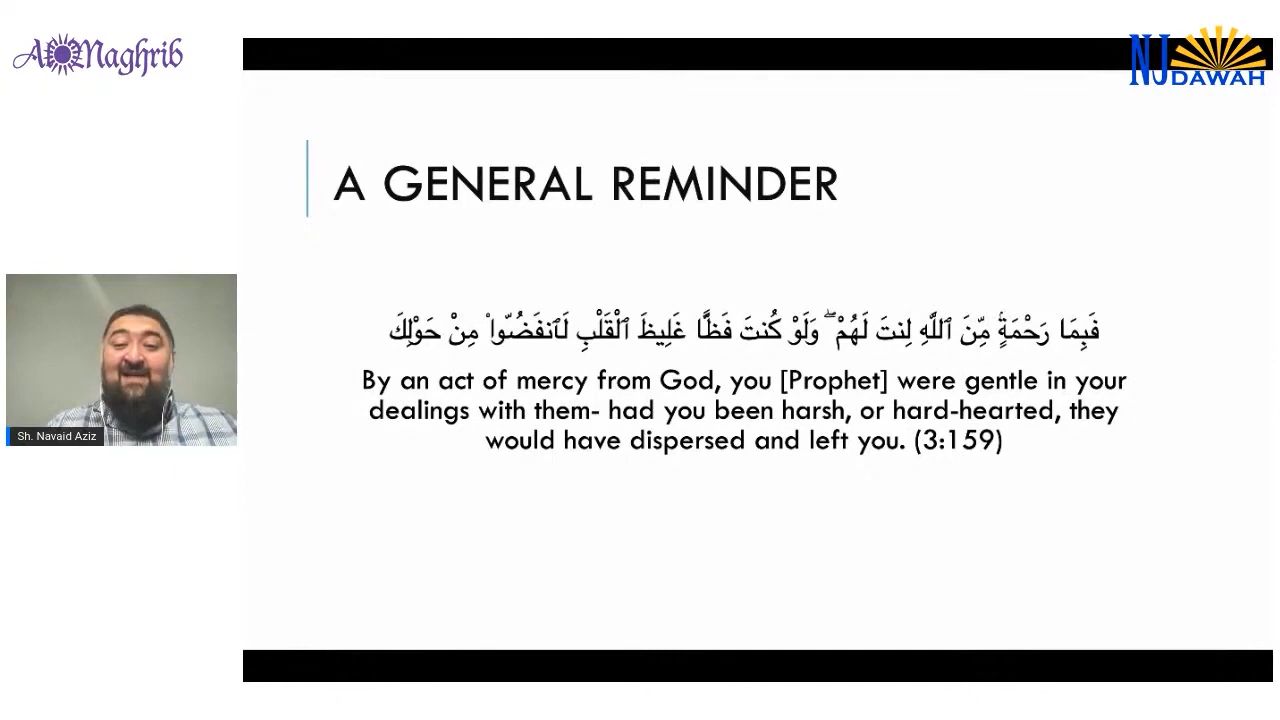 AlMaghrib
NJ
DAWAH
A GENERAL REMINDER
فَبِمَا رَحْمَةٍۢ مِّنَ ٱللَّهِ لِنتَ لَهُمْ ۖ وَلَوْ كُنتَ فَظًّا غَلِيظَ ٱلْقَلْبِ لَٱنفَضُّوا۟ مِنْ حَوْلِكَ
By an act of mercy from God, you [Prophet] were gentle in your
dealings with them- had you been harsh, or hard-hearted, they
would have dispersed and left you. (3:159)
Sh. Navaid Aziz